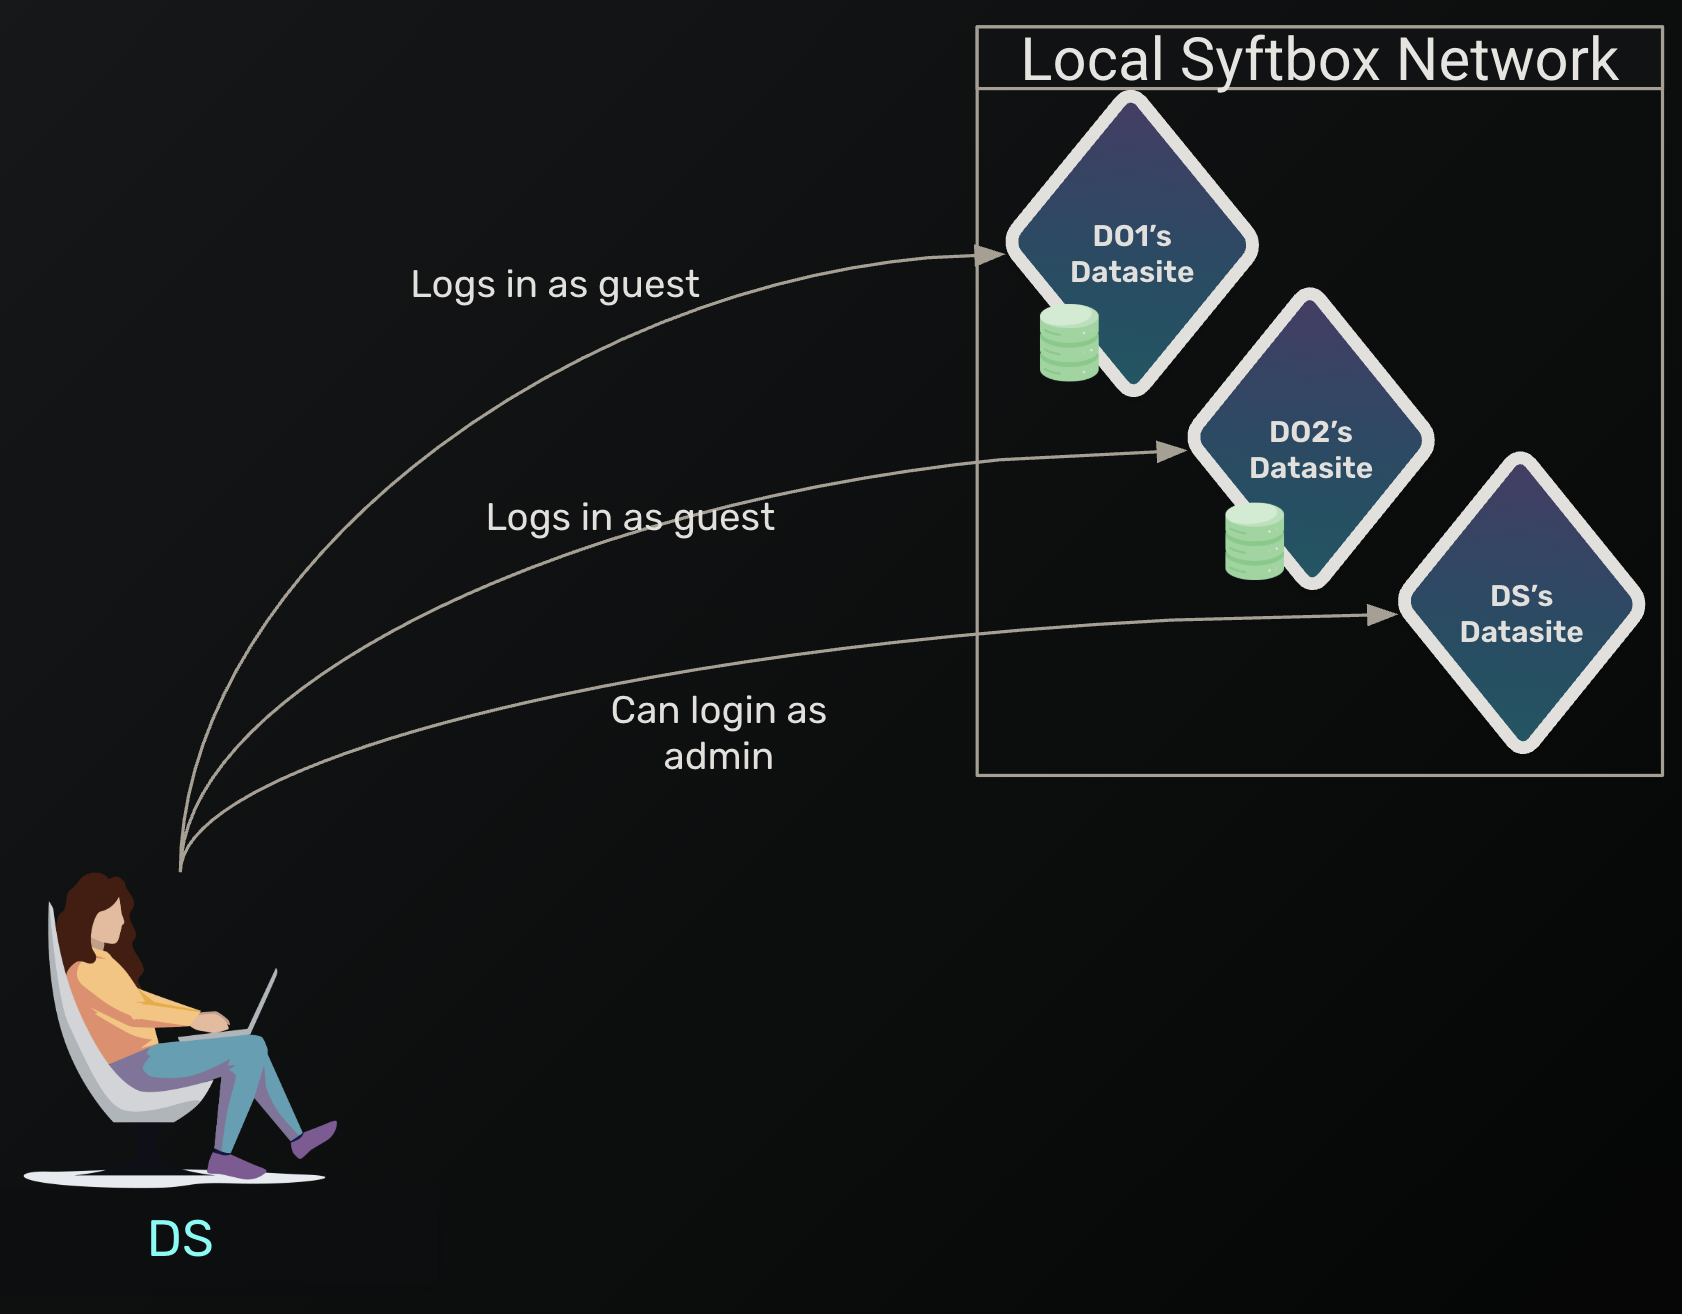 Local Syftbox Network
DO1’s
Datasite
Logs in as guest
DO2’s
Datasite
Logs in as guest
DS’s
Datasite
Can login as
admin
DS